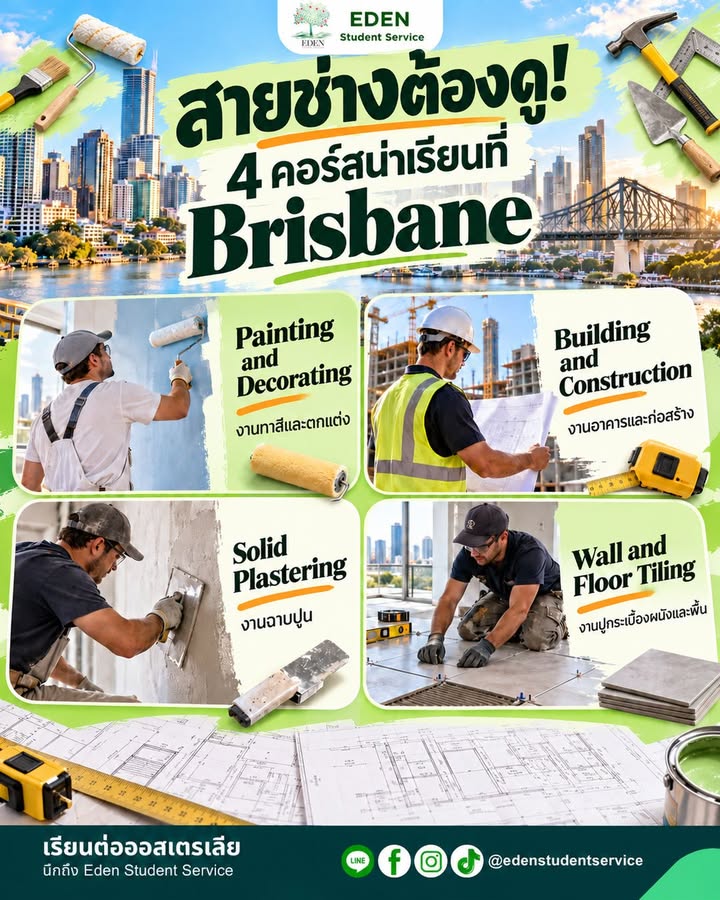 EDEN
EDEN
Student Service
สายช่างต้องดู!
4 คอร์สน่าเรียนที่
Brisbane
Painting
and
Decorating
งานทาสีและตกแต่ง
Building
and
Construction
งานอาคารและก่อสร้าง
Solid
Plastering
งานฉาบปูน
Wall and
Floor Tiling
งานปูกระเบื้องผนังและพื้น
เรียนต่อออสเตรเลีย
นึกถึง Eden Student Service
LINE
@edenstudentservice